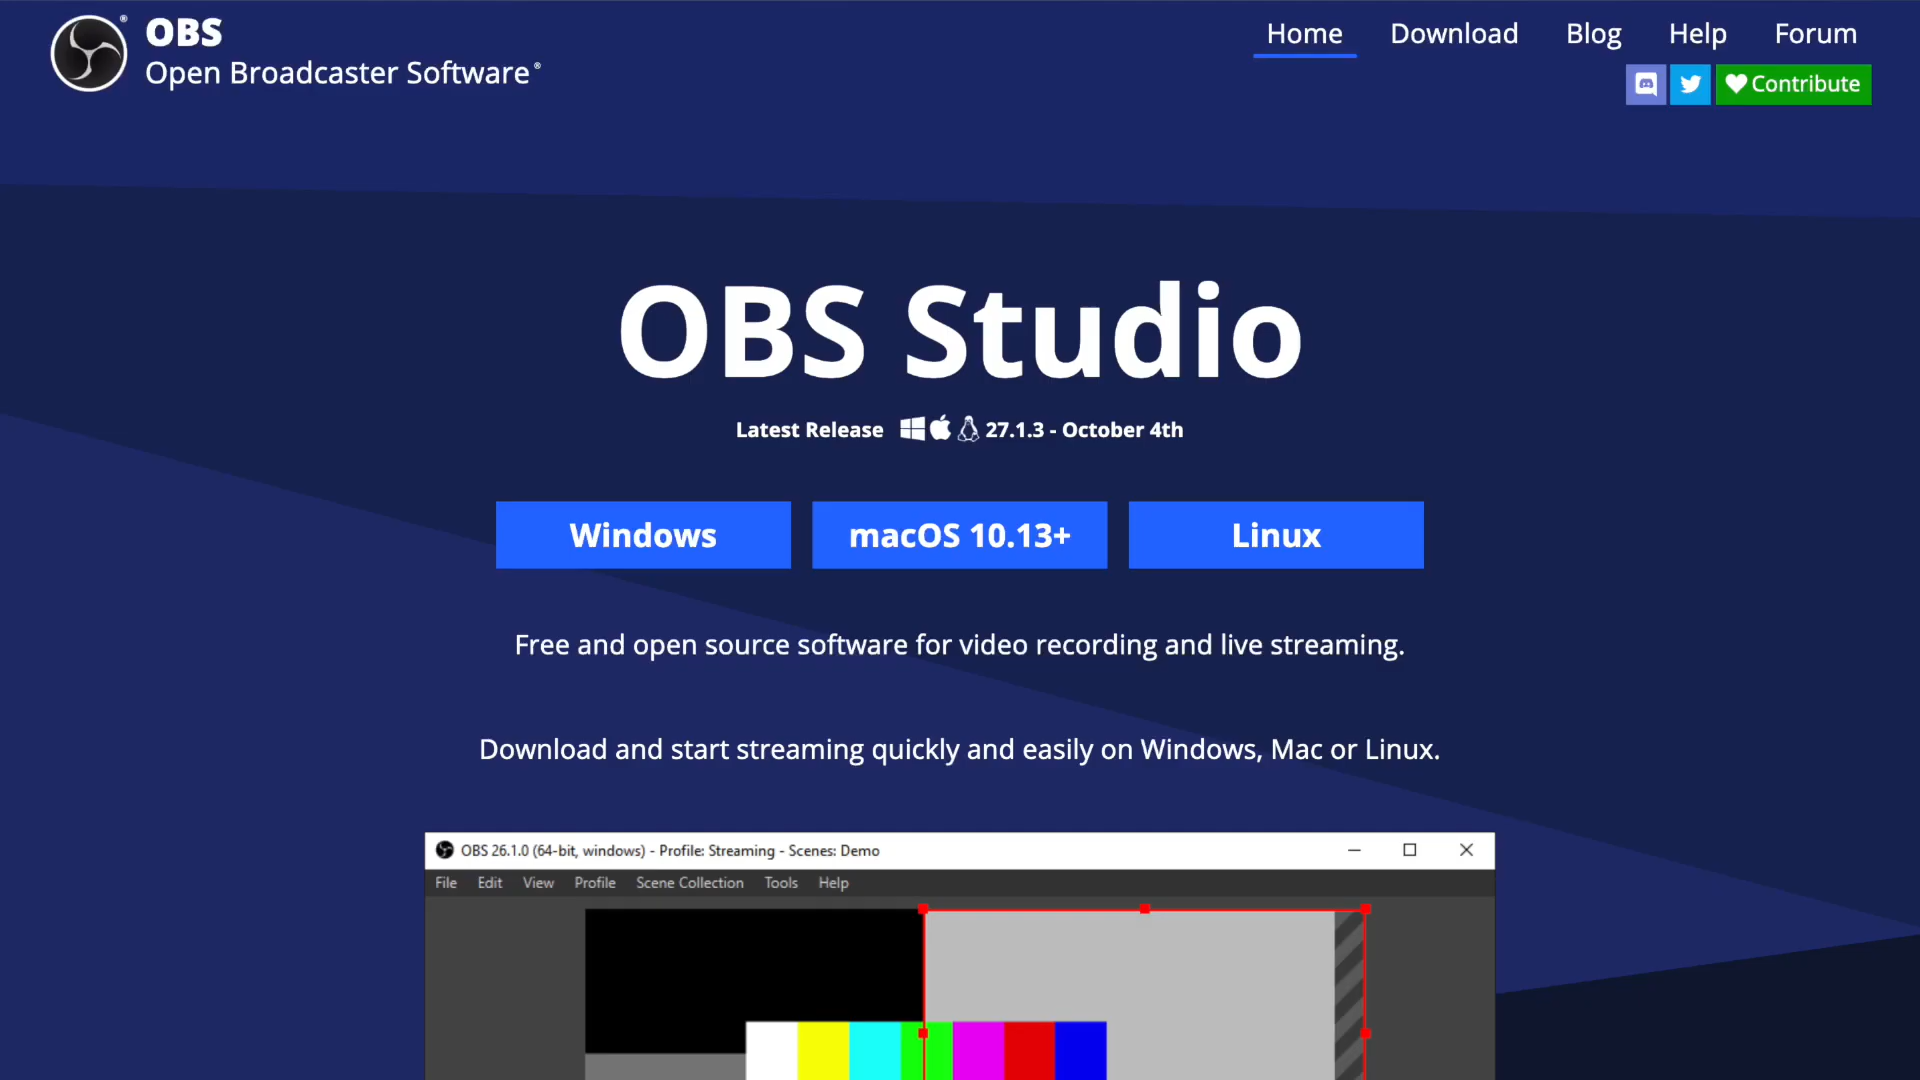 OBS
Open Broadcaster Software®
Home Download Blog Help Forum
Contribute
OBS Studio
Latest Release 27.1.3 - October 4th
Windows macOS 10.13+ Linux
Free and open source software for video recording and live streaming.
Download and start streaming quickly and easily on Windows, Mac or Linux.
OBS 26.1.0 (64-bit, windows) - Profile: Streaming - Scenes: Demo
File Edit View Profile Scene Collection Tools Help